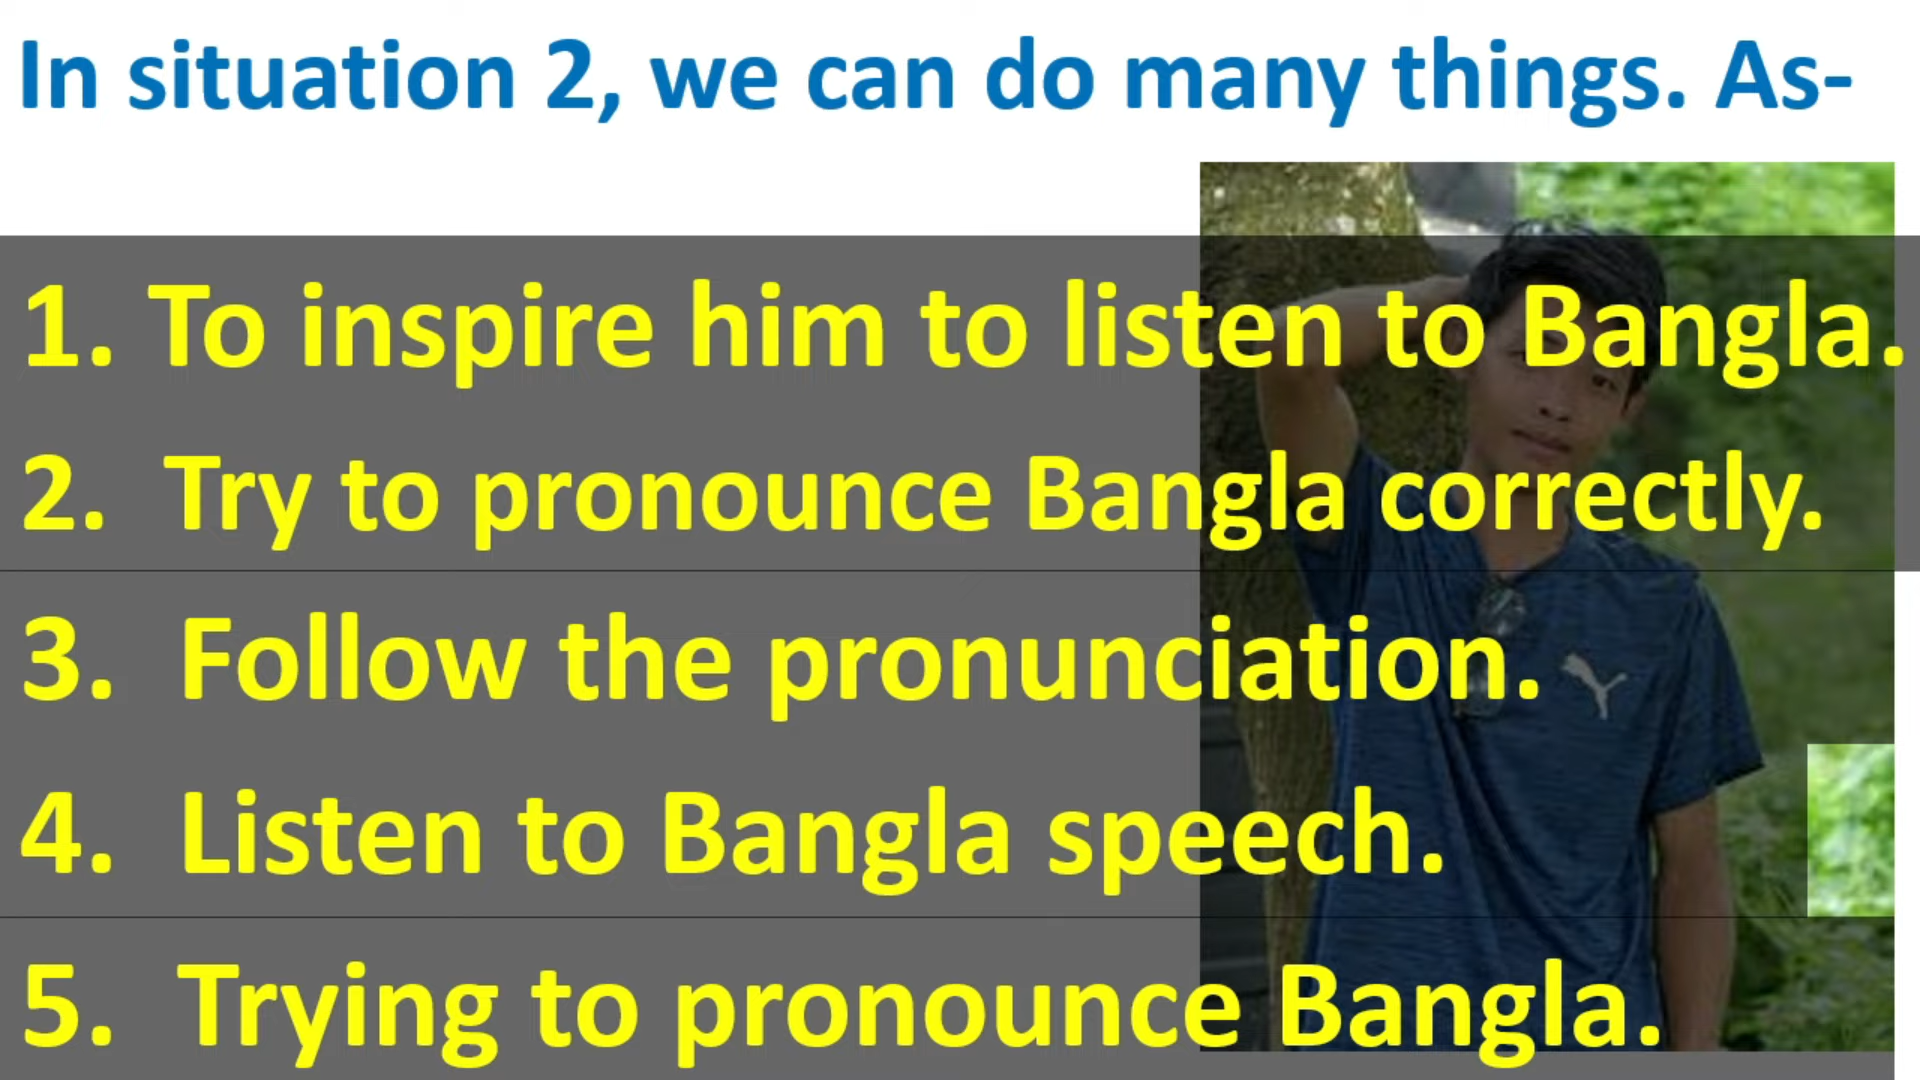 In situation 2, we can do many things. As-
1. To inspire him to listen to Bangla.
2. Try to pronounce Bangla correctly.
3. Follow the pronunciation.
4. Listen to Bangla speech.
5. Trying to pronounce Bangla.